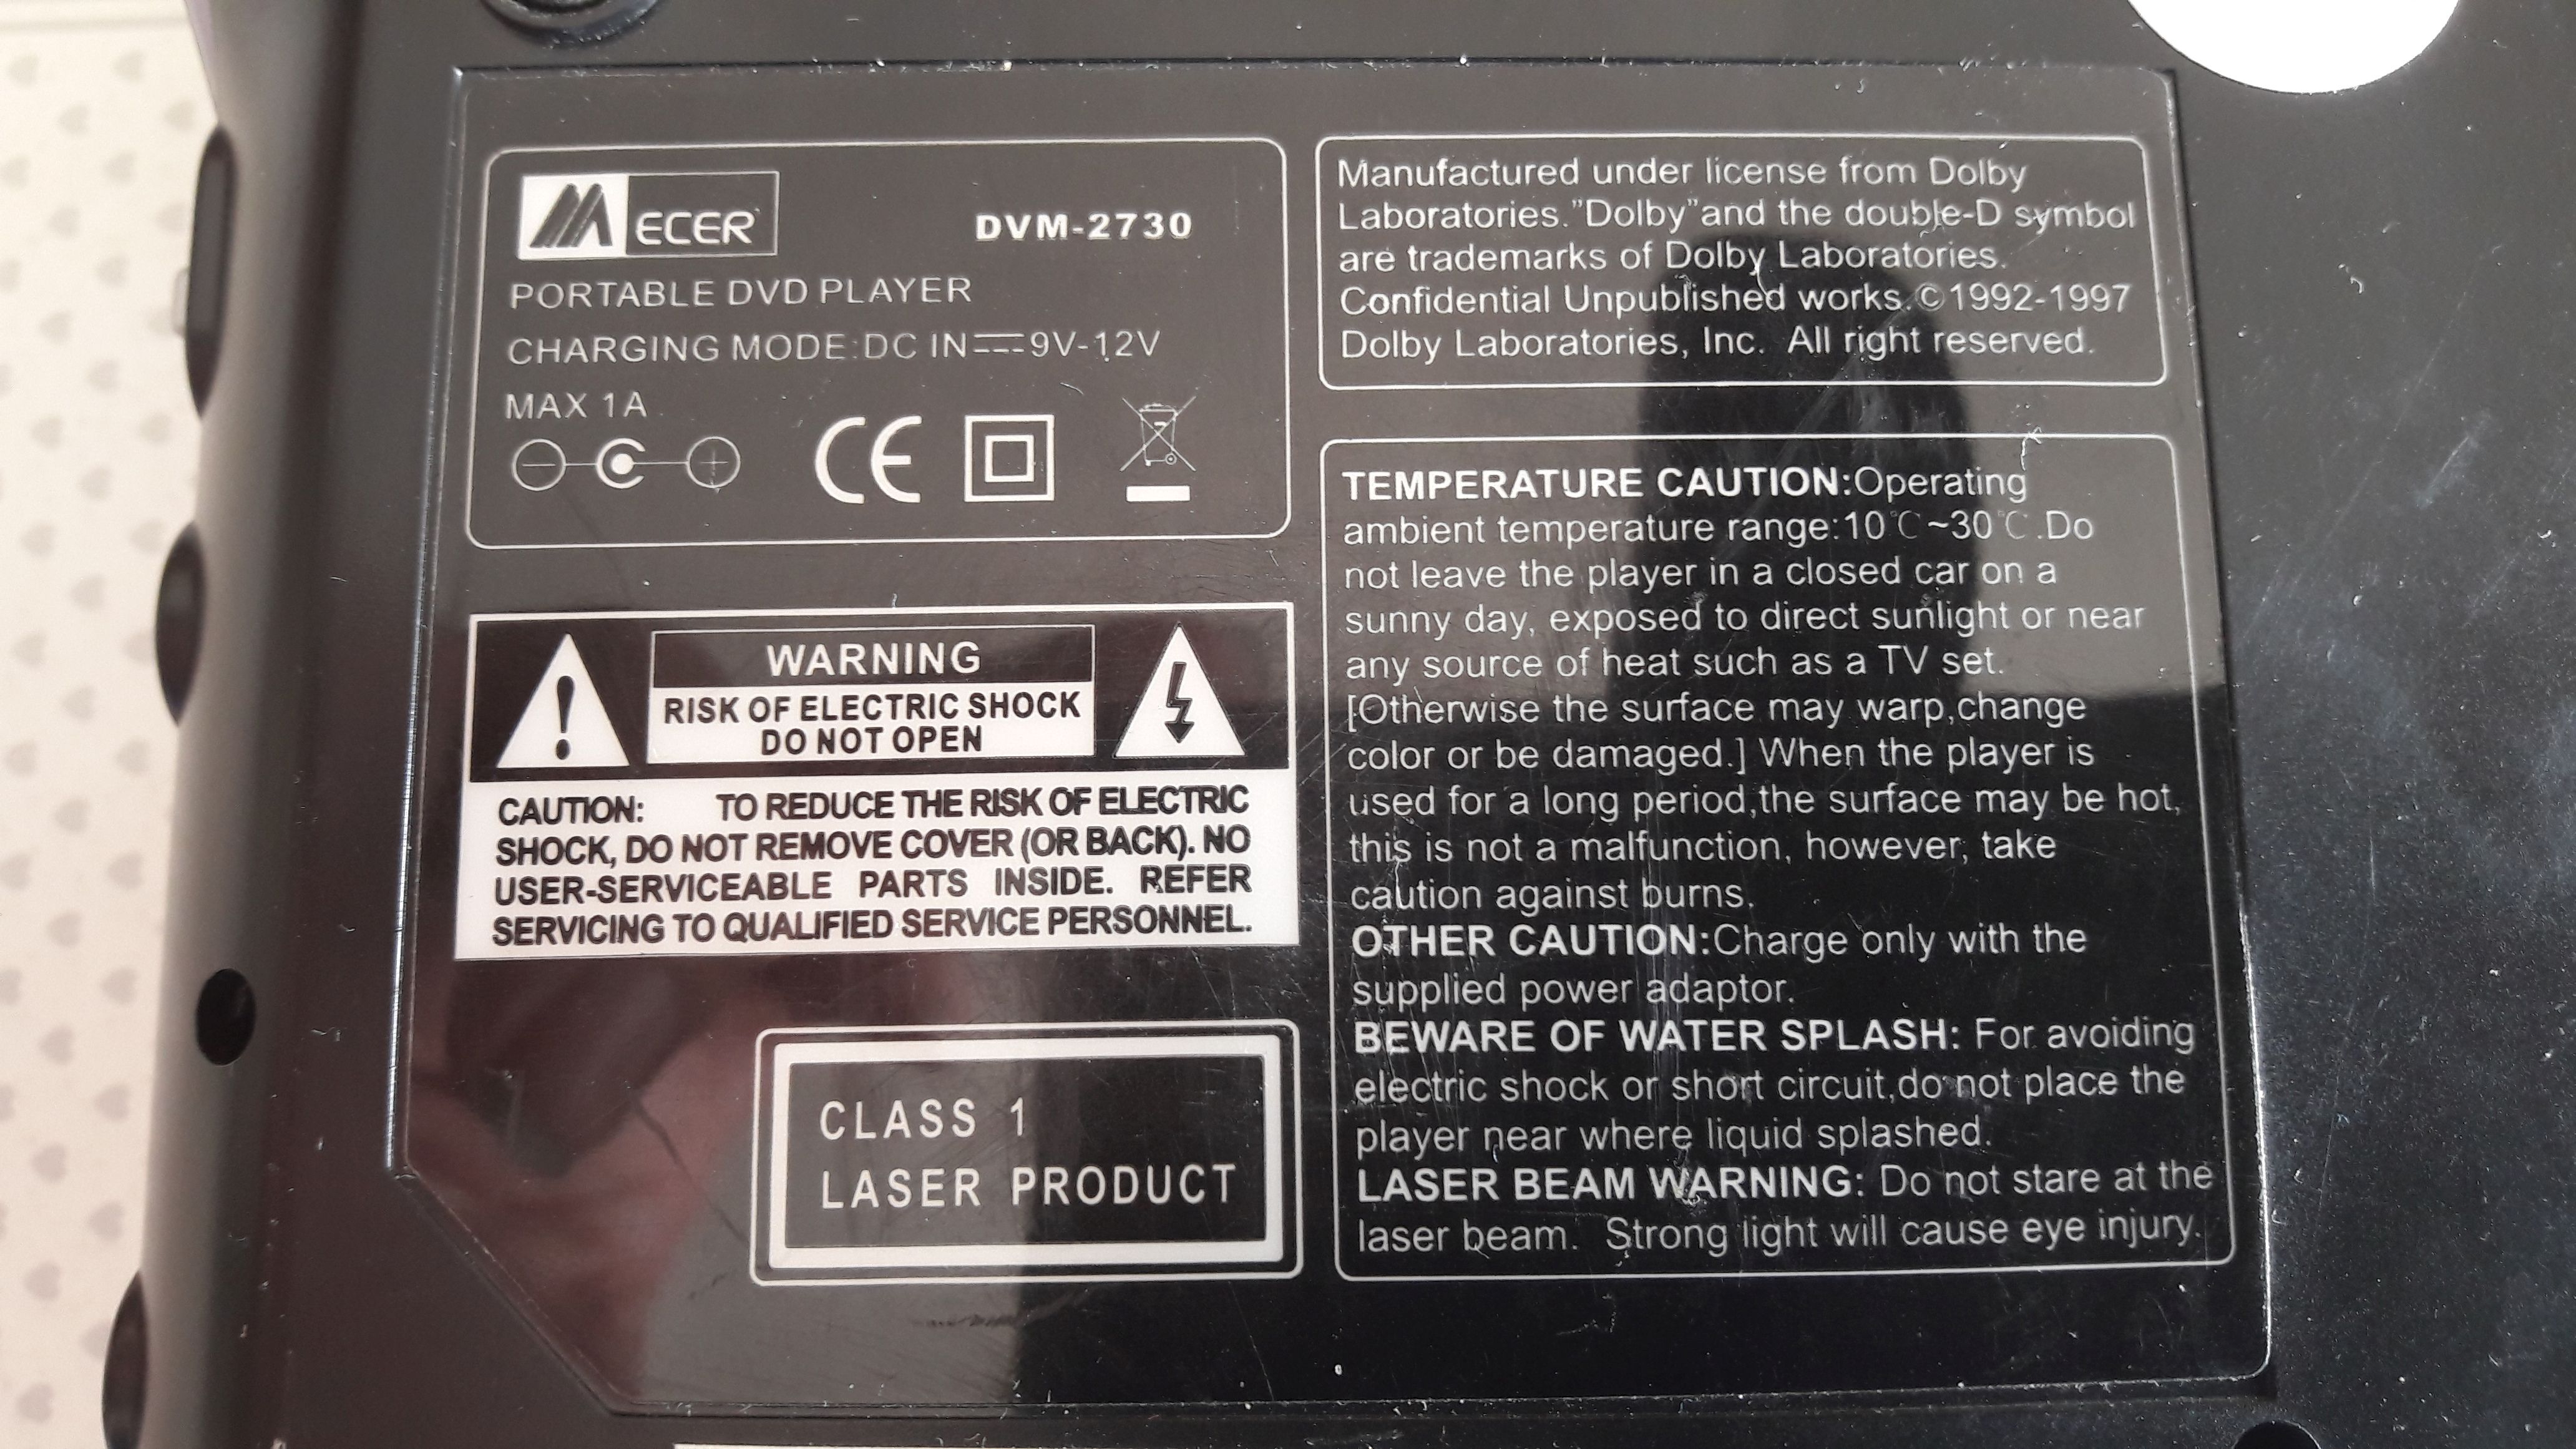 MECER
DVM-2730
PORTABLE DVD PLAYER
CHARGING MODE:DC IN 9V-12V
MAX 1A
CE
WARNING
RISK OF ELECTRIC SHOCK
DO NOT OPEN
CAUTION: TO REDUCE THE RISK OF ELECTRIC
SHOCK, DO NOT REMOVE COVER (OR BACK). NO
USER-SERVICEABLE PARTS INSIDE. REFER
SERVICING TO QUALIFIED SERVICE PERSONNEL.
CLASS 1
LASER PRODUCT
Manufactured under license from Dolby
Laboratories."Dolby"and the double-D symbol
are trademarks of Dolby Laboratories.
Confidential Unpublished works.©1992-1997
Dolby Laboratories, Inc. All right reserved.
TEMPERATURE CAUTION:Operating
ambient temperature range:10℃~30℃.Do
not leave the player in a closed car on a
sunny day, exposed to direct sunlight or near
any source of heat such as a TV set.
[Otherwise the surface may warp,change
color or be damaged.] When the player is
used for a long period,the surface may be hot,
this is not a malfunction, however, take
caution against burns.
OTHER CAUTION:Charge only with the
supplied power adaptor.
BEWARE OF WATER SPLASH: For avoiding
electric shock or short circuit,do not place the
player near where liquid splashed.
LASER BEAM WARNING: Do not stare at the
laser beam. Strong light will cause eye injury.